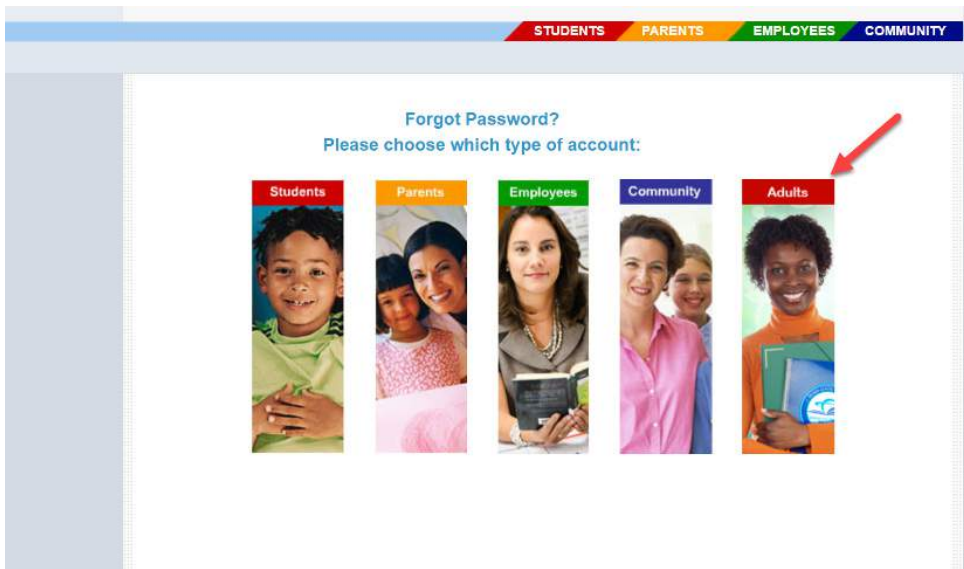 STUDENTS PARENTS EMPLOYEES COMMUNITY
Forgot Password?
Please choose which type of account:
Students Parents Employees Community Adults